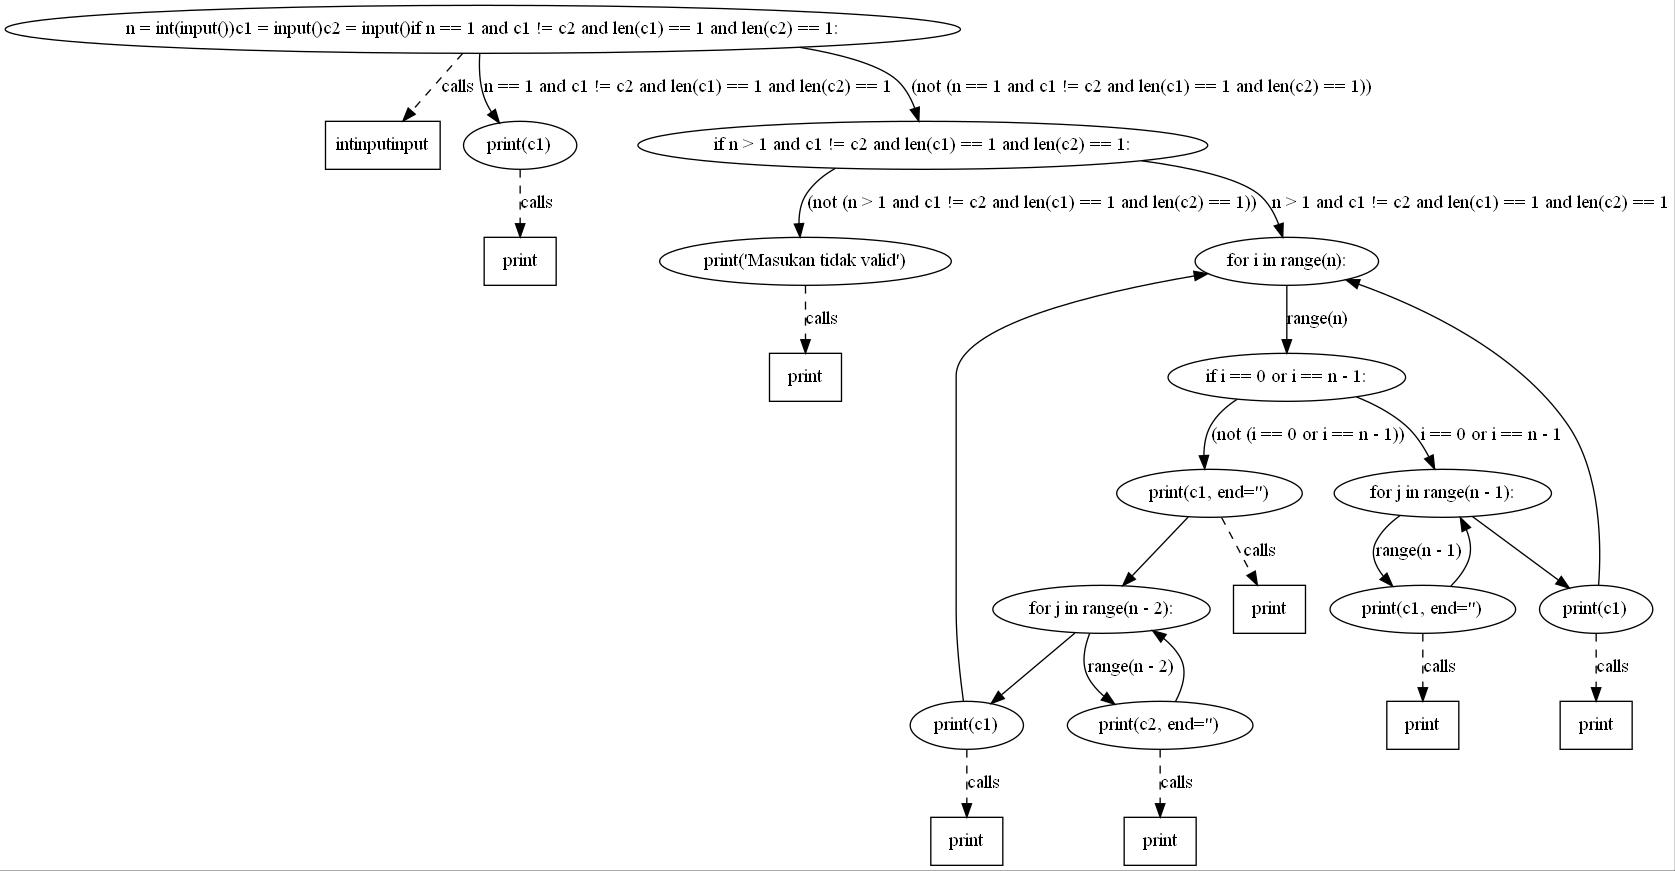 n = int(input())c1 = input()c2 = input()if n == 1 and c1 != c2 and len(c1) == 1 and len(c2) == 1:
calls
n == 1 and c1 != c2 and len(c1) == 1 and len(c2) == 1
(not (n == 1 and c1 != c2 and len(c1) == 1 and len(c2) == 1))
intinputinput
print(c1)
if n > 1 and c1 != c2 and len(c1) == 1 and len(c2) == 1:
calls
(not (n > 1 and c1 != c2 and len(c1) == 1 and len(c2) == 1))
n > 1 and c1 != c2 and len(c1) == 1 and len(c2) == 1
print
print('Masukan tidak valid')
for i in range(n):
calls
range(n)
print
if i == 0 or i == n - 1:
(not (i == 0 or i == n - 1))
i == 0 or i == n - 1
print(c1, end='')
for j in range(n - 1):
calls
range(n - 1)
for j in range(n - 2):
print
print(c1, end='')
print(c1)
range(n - 2)
calls
calls
print(c1)
print(c2, end='')
print
print
calls
calls
print
print